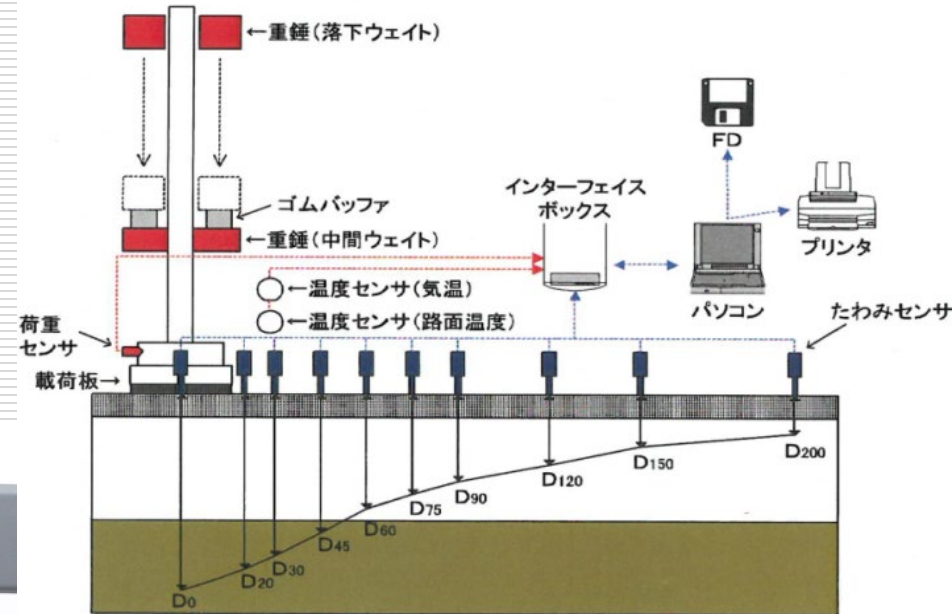 ←重錘(落下ウェイト)
FD
インターフェイス
ボックス
ゴムバッファ
プリンタ
←重錘(中間ウェイト)
←温度センサ(気温)
パソコン
たわみセンサ
←温度センサ(路面温度)
荷重
センサ
載荷板→
D0
D20
D30
D45
D60
D75
D90
D120
D150
D200